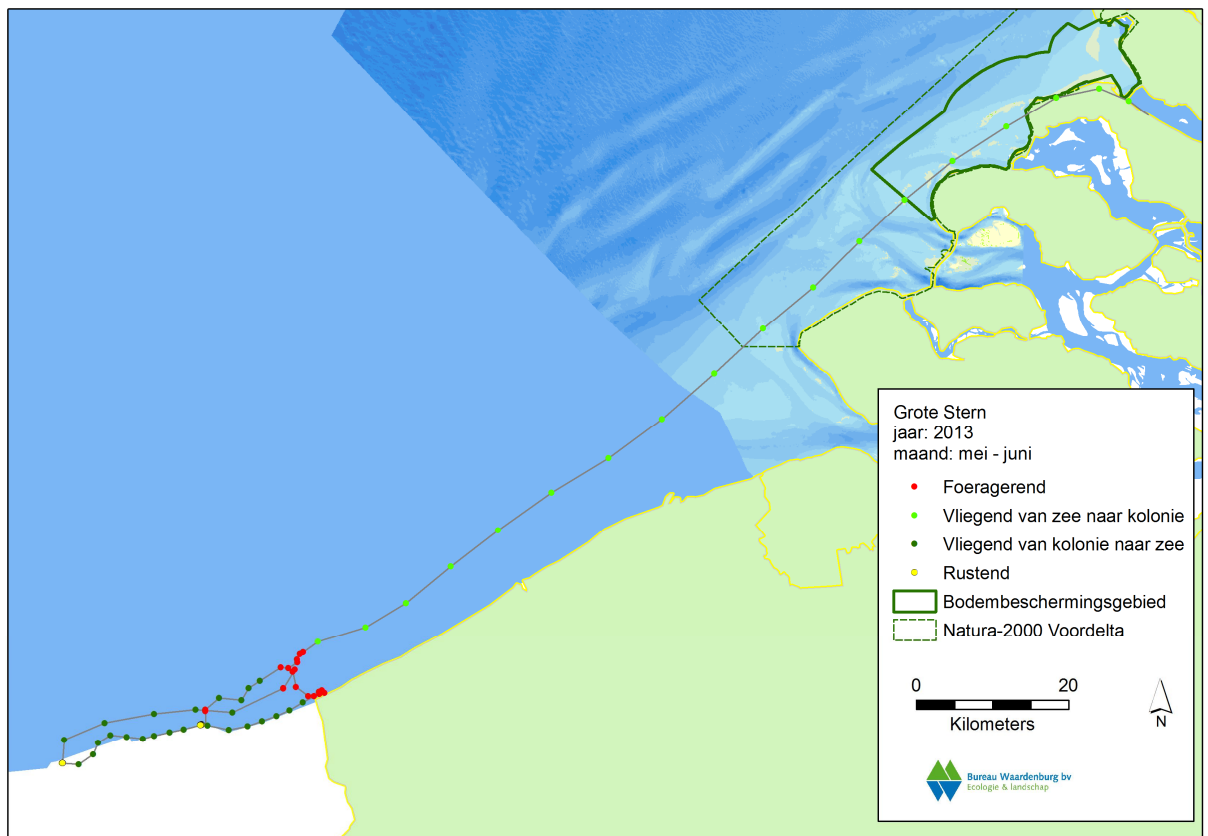 Grote Stern
jaar: 2013
maand: mei - juni
Foeragerend
Vliegend van zee naar kolonie
Vliegend van kolonie naar zee
Rustend
Bodembeschermingsgebied
Natura-2000 Voordelta
0 20
Kilometers
N
Bureau Waardenburg bv
Ecologie & landschap